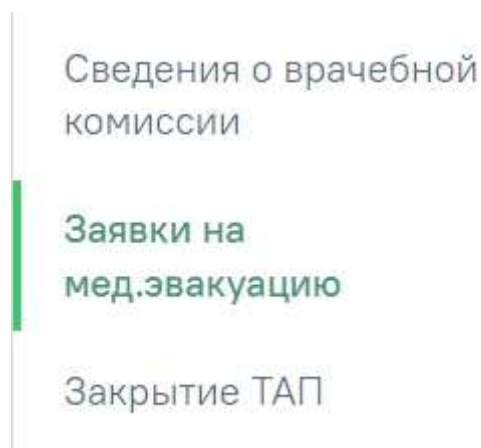 Сведения о врачебной
комиссии
Заявки на
мед.эвакуацию
Закрытие ТАП